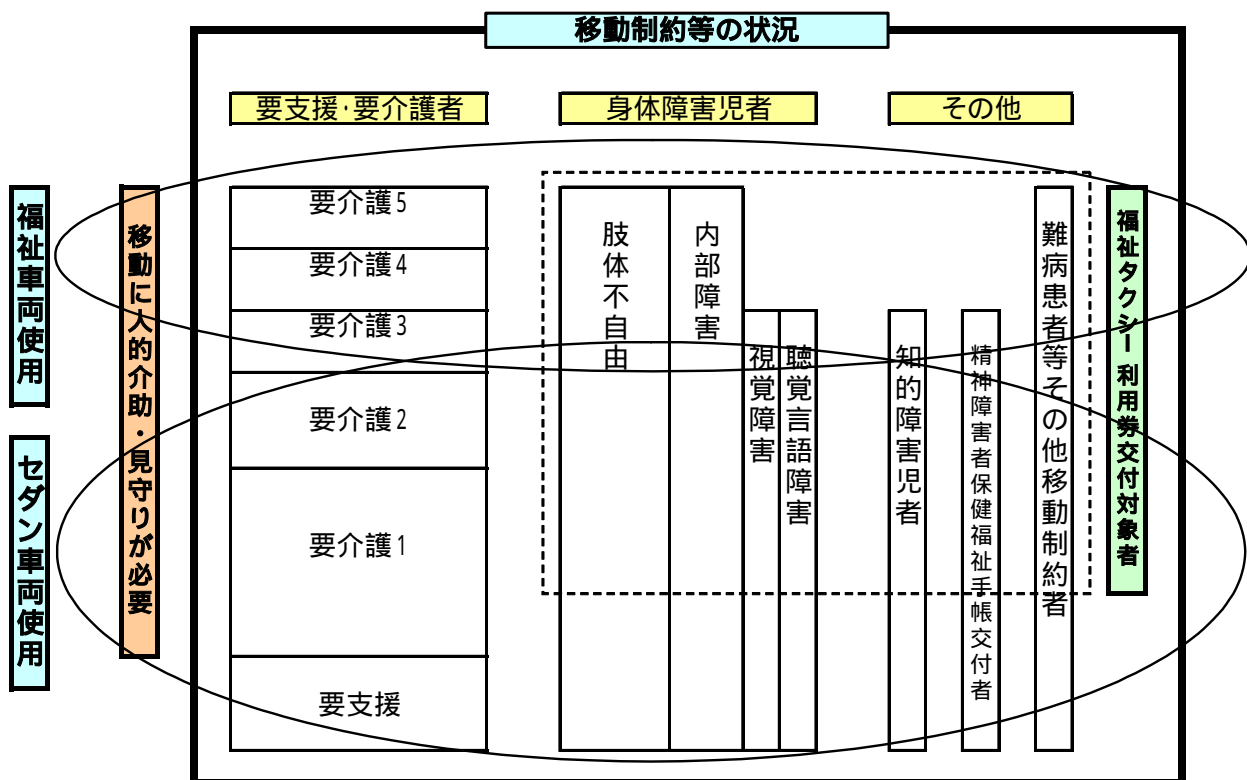 移動制約等の状況
要支援・要介護者
身体障害児者
その他
福祉車両使用
セダン車両使用
移動に人的介助・見守りが必要
要介護5
要介護4
要介護3
要介護2
要介護1
要支援
肢体不自由
内部障害
視覚障害
聴覚言語障害
知的障害児者
精神障害者保健福祉手帳交付者
難病患者等その他移動制約者
福祉タクシー利用券交付対象者